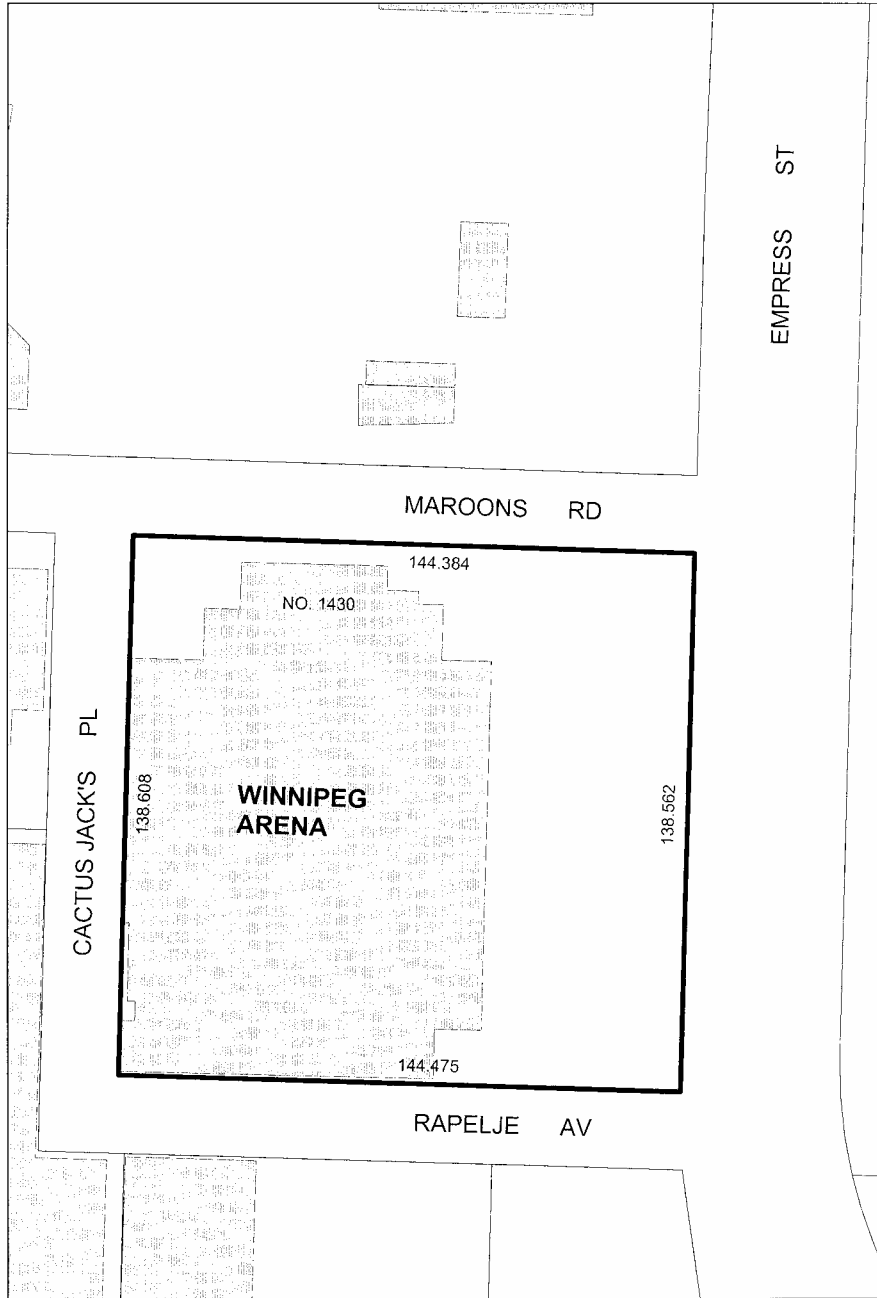 EMPRESS ST
MAROONS RD
144.384
NO. 1430
CACTUS JACK'S PL
138.608
WINNIPEG
ARENA
138.562
144.475
RAPELJE AV